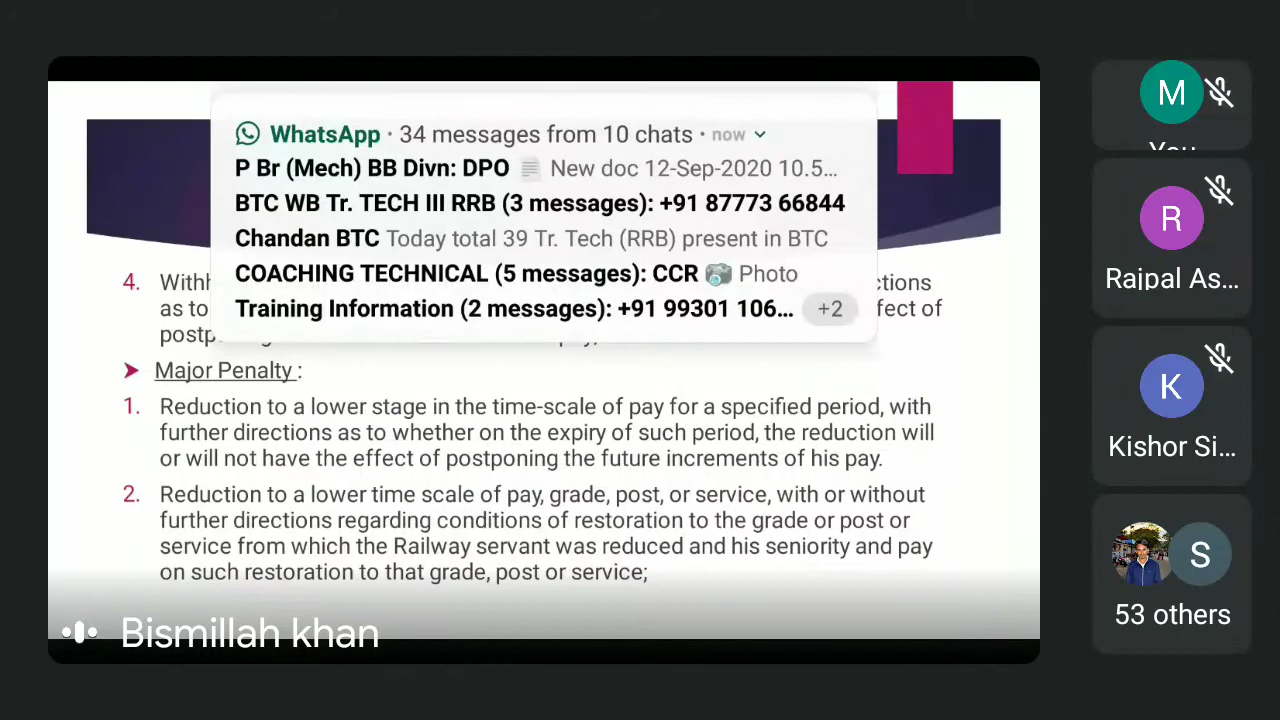 WhatsApp · 34 messages from 10 chats · now
P Br (Mech) BB Divn: DPO New doc 12-Sep-2020 10.5...
BTC WB Tr. TECH III RRB (3 messages): +91 87773 66844
Chandan BTC Today total 39 Tr. Tech (RRB) present in BTC
COACHING TECHNICAL (5 messages): CCR Photo
Training Information (2 messages): +91 99301 106... +2
4. Withh ctions
as to fect of
postp pay,
Major Penalty :
1. Reduction to a lower stage in the time-scale of pay for a specified period, with
further directions as to whether on the expiry of such period, the reduction will
or will not have the effect of postponing the future increments of his pay.
2. Reduction to a lower time scale of pay, grade, post, or service, with or without
further directions regarding conditions of restoration to the grade or post or
service from which the Railway servant was reduced and his seniority and pay
on such restoration to that grade, post or service;
Bismillah khan
M
You
R
Rajpal As...
K
Kishor Si...
S
53 others